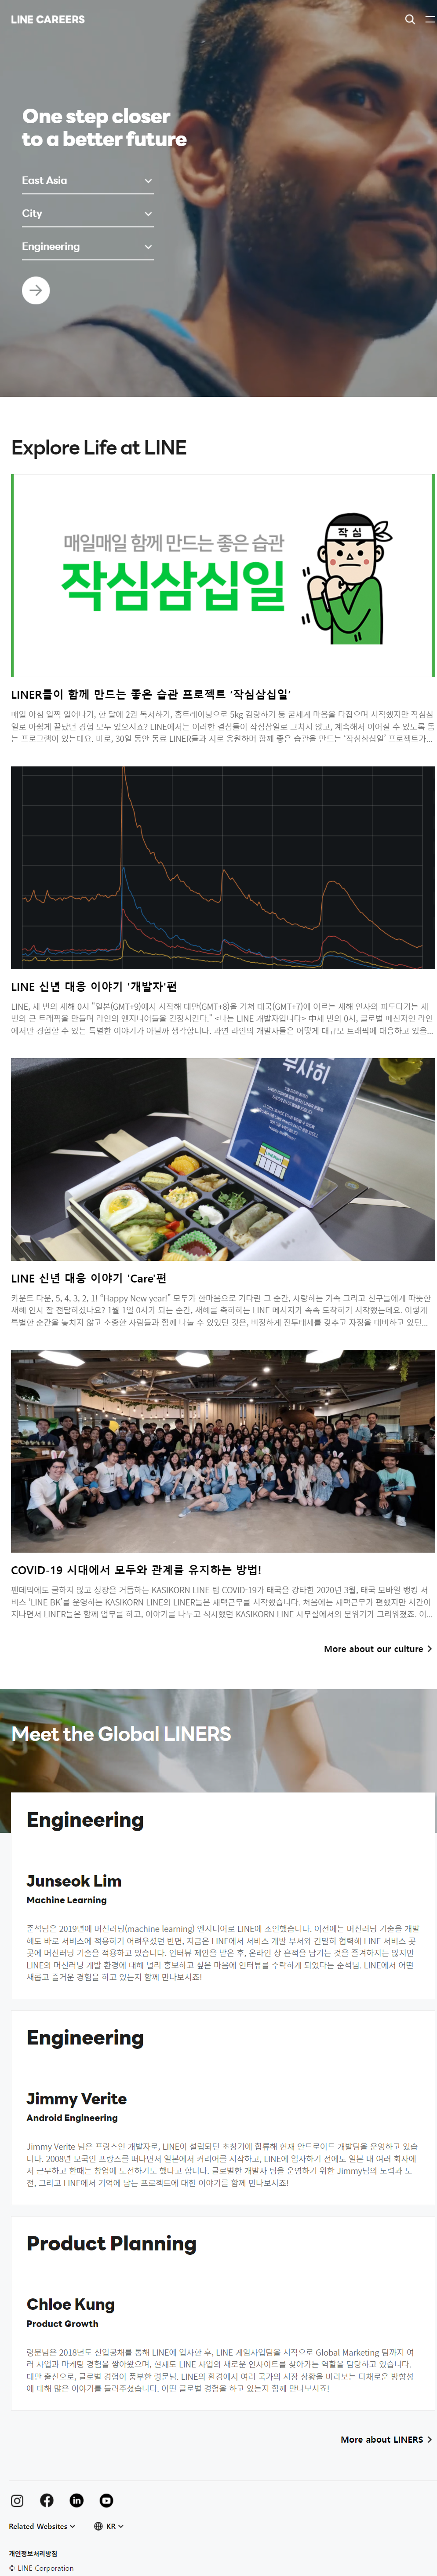 LINE CAREERS
One step closer
to a better future
East Asia
City
Engineering
Explore Life at LINE
매일매일 함께 만드는 좋은 습관
작심삼십일
작심
LINER들이 함께 만드는 좋은 습관 프로젝트 '작심삼십일'
매일 아침 일찍 일어나기, 한 달에 2권 독서하기, 홈트레이닝으로 5kg 감량하기 등 굳세게 마음을 다잡으며 시작했지만 작심삼
일로 아쉽게 끝났던 경험 모두 있으시죠? LINE에서는 이러한 결심들이 작심삼일로 그치지 않고, 계속해서 이어질 수 있도록 돕
는 프로그램이 있는데요. 바로, 30일 동안 동료 LINER들과 서로 응원하며 함께 좋은 습관을 만드는 '작심삼십일' 프로젝트가...
LINE 신년 대응 이야기 '개발자'편
LINE, 세 번의 새해 0시 "일본(GMT+9)에서 시작해 대만(GMT+8)을 거쳐 태국(GMT+7)에 이르는 새해 인사의 파도타기는 세
번의 큰 트래픽을 만들며 라인의 엔지니어들을 긴장시킨다." <나는 LINE 개발자입니다> 中세 번의 0시, 글로벌 메신저인 라인
에서만 경험할 수 있는 특별한 이야기가 아닐까 생각합니다. 과연 라인의 개발자들은 어떻게 대규모 트래픽에 대응하고 있을...
무사히
LINE 신년 대응 이야기 'Care'편
카운트 다운, 5, 4, 3, 2, 1! "Happy New year!" 모두가 한마음으로 기다린 그 순간, 사랑하는 가족 그리고 친구들에게 따뜻한
새해 인사 잘 전달하셨나요? 1월 1일 0시가 되는 순간, 새해를 축하하는 LINE 메시지가 속속 도착하기 시작했는데요. 이렇게
특별한 순간을 놓치지 않고 소중한 사람들과 함께 나눌 수 있었던 것은, 비장하게 전투태세를 갖추고 자정을 대비하고 있던...
COVID-19 시대에서 모두와 관계를 유지하는 방법!
팬데믹에도 굴하지 않고 성장을 거듭하는 KASIKORN LINE 팀 COVID-19가 태국을 강타한 2020년 3월, 태국 모바일 뱅킹 서
비스 'LINE BK'를 운영하는 KASIKORN LINE의 LINER들은 재택근무를 시작했습니다. 처음에는 재택근무가 편했지만 시간이
지나면서 LINER들은 함께 업무를 하고, 이야기를 나누고 식사했던 KASIKORN LINE 사무실에서의 분위기가 그리워졌죠. 이...
More about our culture
Meet the Global LINERS
Engineering
Junseok Lim
Machine Learning
준석님은 2019년에 머신러닝(machine learning) 엔지니어로 LINE에 조인했습니다. 이전에는 머신러닝 기술을 개발
해도 바로 서비스에 적용하기 어려우셨던 반면, 지금은 LINE에서 서비스 개발 부서와 긴밀히 협력해 LINE 서비스 곳
곳에 머신러닝 기술을 적용하고 있습니다. 인터뷰 제안을 받은 후, 온라인 상 흔적을 남기는 것을 즐겨하지는 않지만
LINE의 머신러닝 개발 환경에 대해 널리 홍보하고 싶은 마음에 인터뷰를 수락하게 되었다는 준석님. LINE에서 어떤
새롭고 즐거운 경험을 하고 있는지 함께 만나보시죠!
Engineering
Jimmy Verite
Android Engineering
Jimmy Verite 님은 프랑스인 개발자로, LINE이 설립되던 초창기에 합류해 현재 안드로이드 개발팀을 운영하고 있습
니다. 2008년 모국인 프랑스를 떠나면서 일본에서 커리어를 시작하고, LINE에 입사하기 전에도 일본 내 여러 회사에
서 근무하고 한때는 창업에 도전하기도 했다고 합니다. 글로벌한 개발자 팀을 운영하기 위한 Jimmy님의 노력과 도
전, 그리고 LINE에서 기억에 남는 프로젝트에 대한 이야기를 함께 만나보시죠!
Product Planning
Chloe Kung
Product Growth
령문님은 2018년도 신입공채를 통해 LINE에 입사한 후, LINE 게임사업팀을 시작으로 Global Marketing 팀까지 여
러 사업과 마케팅 경험을 쌓아왔으며, 현재도 LINE 사업의 새로운 인사이트를 찾아가는 역할을 담당하고 있습니다.
대만 출신으로, 글로벌 경험이 풍부한 령문님. LINE의 환경에서 여러 국가의 시장 상황을 바라보는 다채로운 방향성
에 대해 많은 이야기를 들려주셨습니다. 어떤 글로벌 경험을 하고 있는지 함께 만나보시죠!
More about LINERS
Related Websites
KR
개인정보처리방침
© LINE Corporation